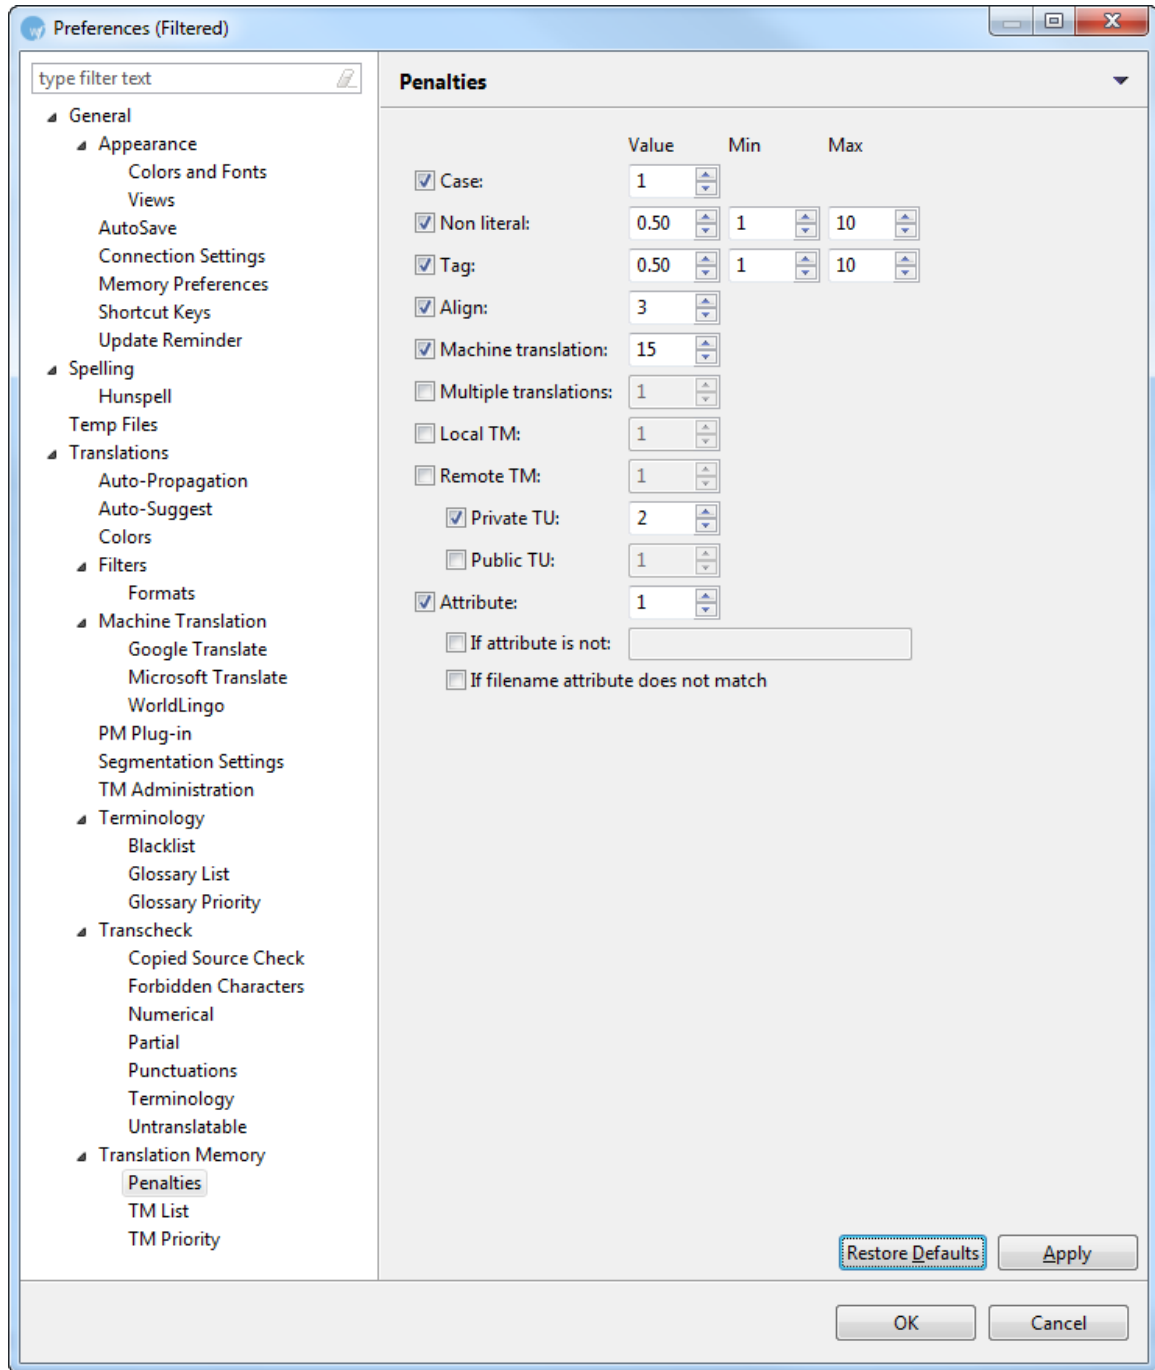 Preferences (Filtered)
type filter text
General
Appearance
Colors and Fonts
Views
AutoSave
Connection Settings
Memory Preferences
Shortcut Keys
Update Reminder
Spelling
Hunspell
Temp Files
Translations
Auto-Propagation
Auto-Suggest
Colors
Filters
Formats
Machine Translation
Google Translate
Microsoft Translate
WorldLingo
PM Plug-in
Segmentation Settings
TM Administration
Terminology
Blacklist
Glossary List
Glossary Priority
Transcheck
Copied Source Check
Forbidden Characters
Numerical
Partial
Punctuations
Terminology
Untranslatable
Translation Memory
Penalties
TM List
TM Priority
Penalties
Value Min Max
Case: 1
Non literal: 0.50 1 10
Tag: 0.50 1 10
Align: 3
Machine translation: 15
Multiple translations: 1
Local TM: 1
Remote TM: 1
Private TU: 2
Public TU: 1
Attribute: 1
If attribute is not:
If filename attribute does not match
Restore Defaults Apply
OK Cancel